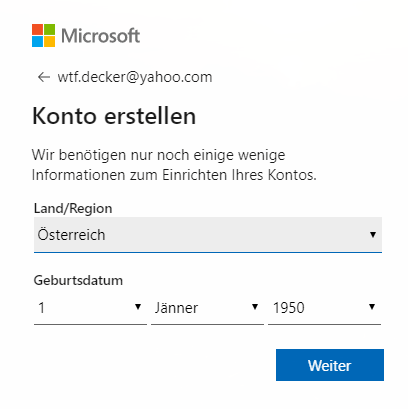 Microsoft
← wtf.decker@yahoo.com
Konto erstellen
Wir benötigen nur noch einige wenige
Informationen zum Einrichten Ihres Kontos.
Land/Region
Österreich
Geburtsdatum
1 Jänner 1950
Weiter